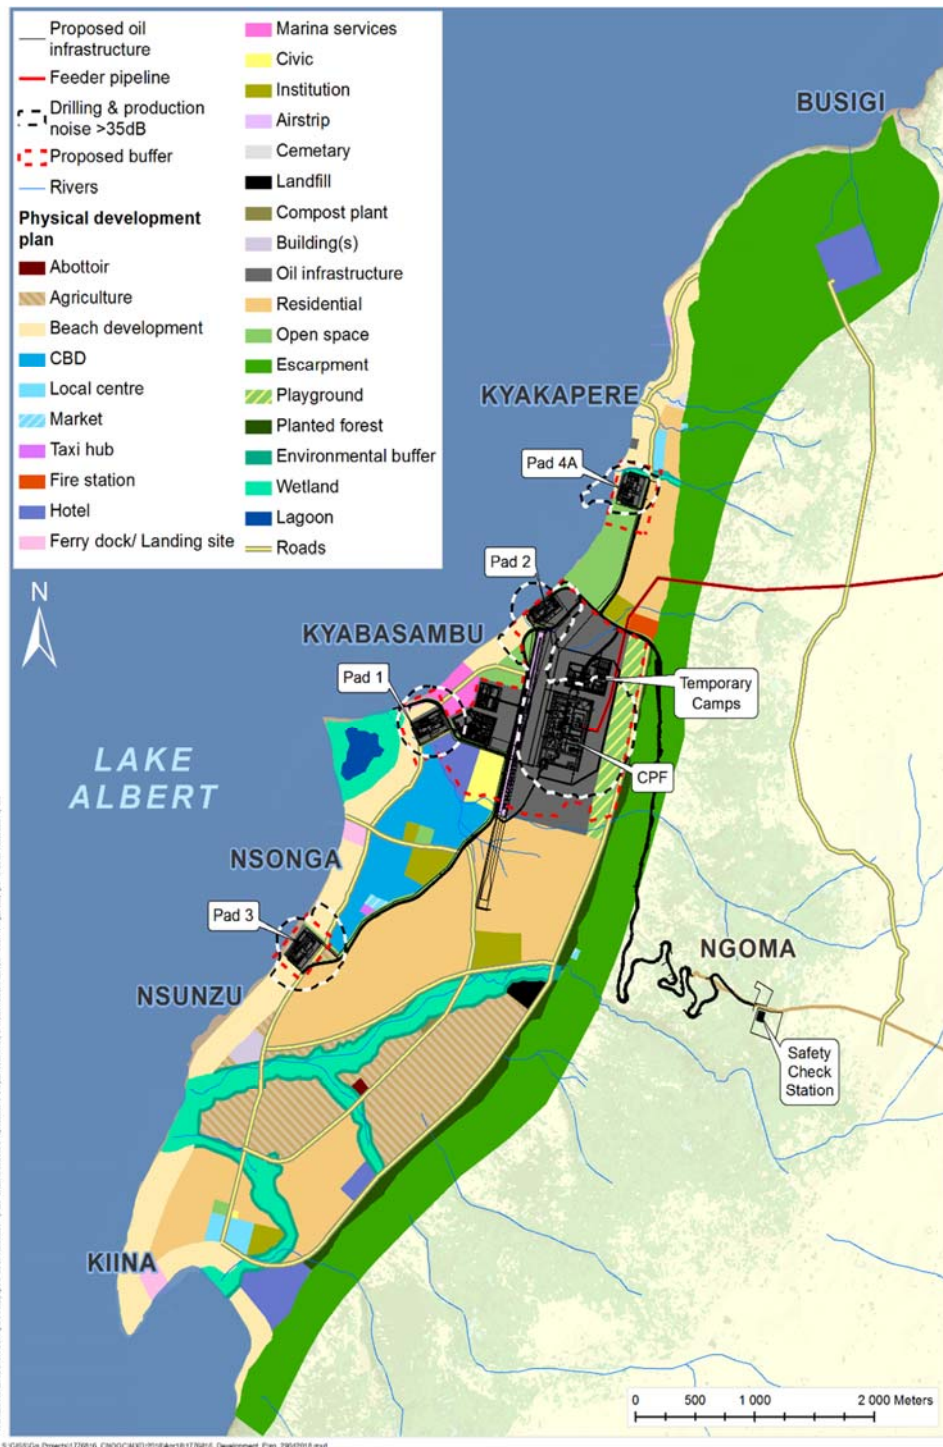 Proposed oil
infrastructure
Feeder pipeline
Drilling & production
noise >35dB
Proposed buffer
Rivers
Physical development
plan
Abottoir
Agriculture
Beach development
CBD
Local centre
Market
Taxi hub
Fire station
Hotel
Ferry dock/ Landing site
Marina services
Civic
Institution
Airstrip
Cemetary
Landfill
Compost plant
Building(s)
Oil infrastructure
Residential
Open space
Escarpment
Playground
Planted forest
Environmental buffer
Wetland
Lagoon
Roads
BUSIGI
KYAKAPERE
Pad 4A
N
Pad 2
KYABASAMBU
Pad 1
Temporary
Camps
LAKE
ALBERT
CPF
NSONGA
Pad 3
NGOMA
NSUNZU
Safety
Check
Station
KIINA
0 500 1 000 2 000 Meters